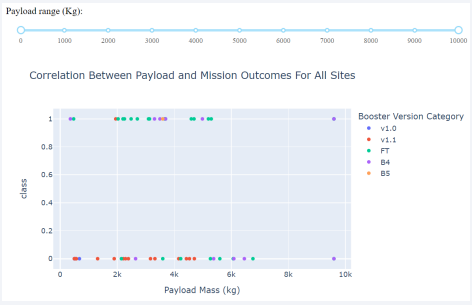 Payload range (Kg):
0 1000 2000 3000 4000 5000 6000 7000 8000 9000 10000
Correlation Between Payload and Mission Outcomes For All Sites
Booster Version Category
v1.0
v1.1
FT
B4
B5
class
1
0.8
0.6
0.4
0.2
0
0 2k 4k 6k 8k 10k
Payload Mass (kg)